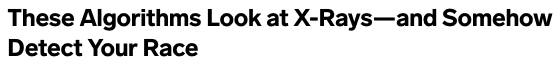 These Algorithms Look at X-Rays—and Somehow
Detect Your Race